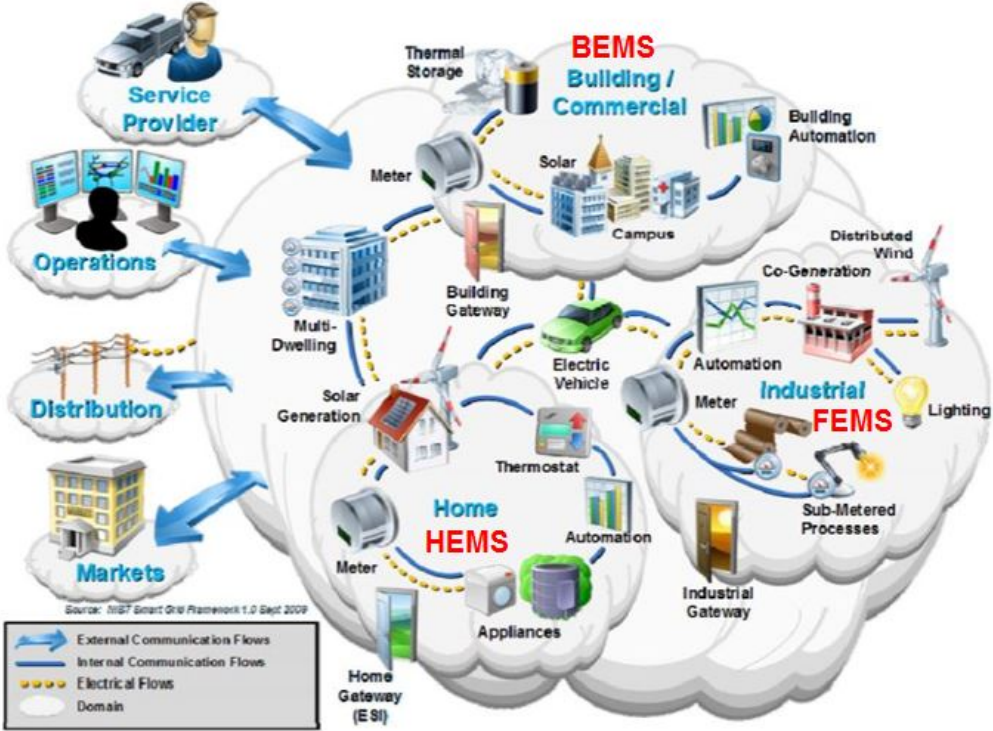 Service
Provider
Operations
Distribution
Markets
BEMS
Building /
Commercial
Thermal
Storage
Meter
Solar
Campus
Building
Automation
Building
Gateway
Multi-
Dwelling
Electric
Vehicle
Distributed
Wind
Co-Generation
Automation
Industrial
FEMS
Meter
Lighting
Sub-Metered
Processes
Industrial
Gateway
Solar
Generation
Thermostat
Home
HEMS
Automation
Meter
Appliances
Home
Gateway
(ESI)
Source: NIST Smart Grid Framework 1.0 Sept 2009
External Communication Flows
Internal Communication Flows
Electrical Flows
Domain